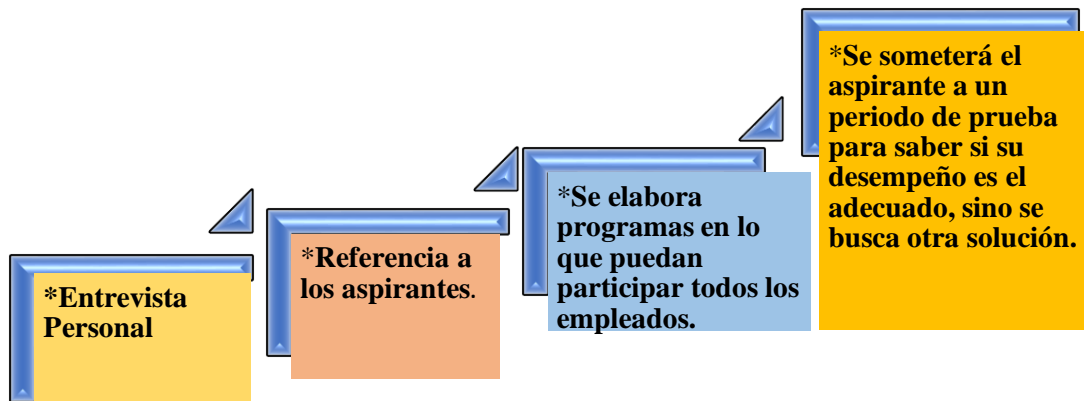 *Entrevista
Personal
*Referencia a
los aspirantes.
*Se elabora
programas en lo
que puedan
participar todos los
empleados.
*Se someterá el
aspirante a un
periodo de prueba
para saber si su
desempeño es el
adecuado, sino se
busca otra solución.